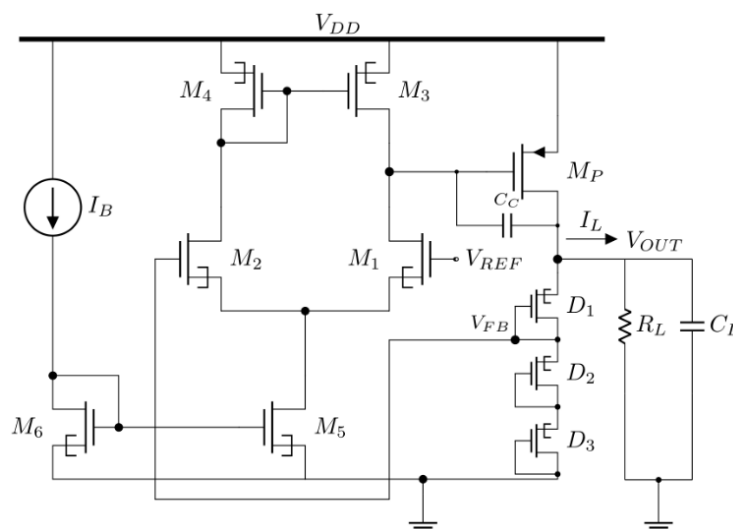 V_DD
M_4
M_3
M_P
C_C
I_B
I_L
V_OUT
M_2
M_1
V_REF
V_FB
D_1
R_L
C_L
D_2
M_6
M_5
D_3